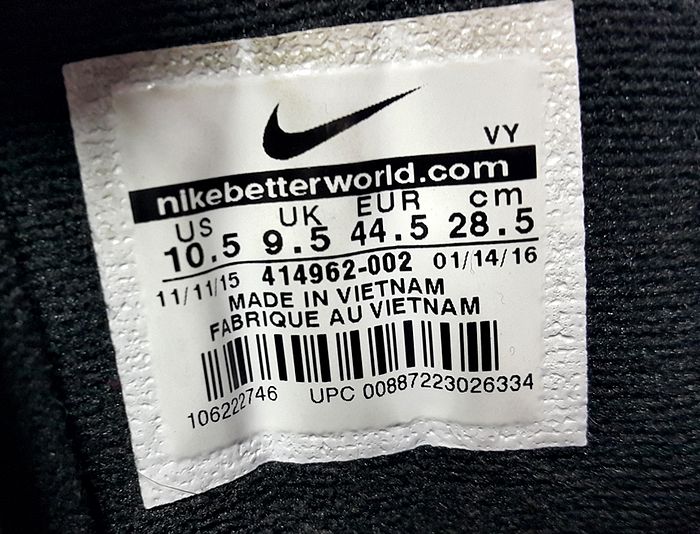 VY
nikebetterworld.com
US UK EUR cm
10.5 9.5 44.5 28.5
11/11/15 414962-002 01/14/16
MADE IN VIETNAM
FABRIQUE AU VIETNAM
106222746 UPC 00887223026334